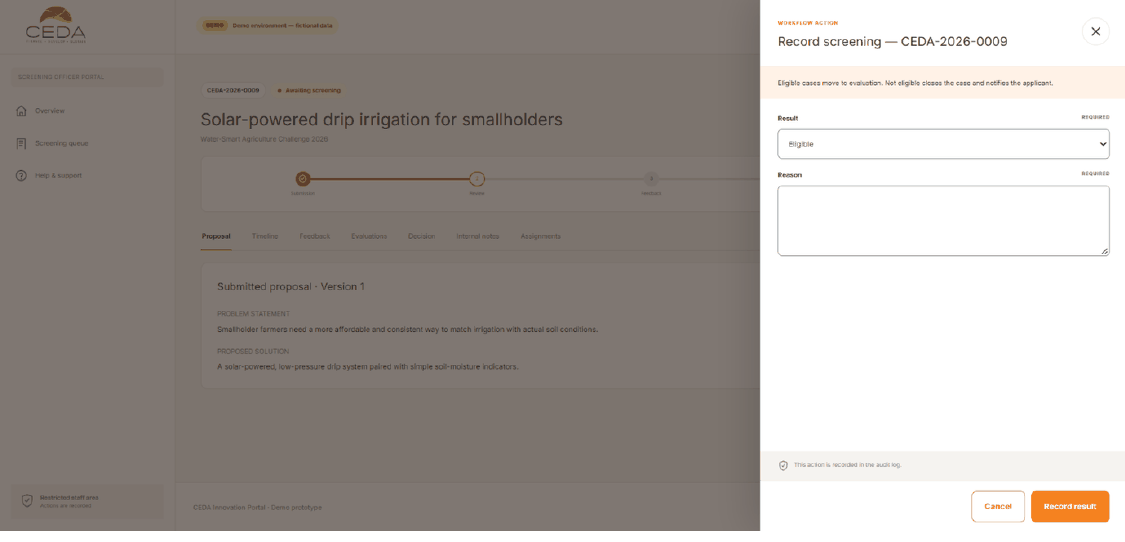 CEDA
DEMO
Demo environment — fictional data
SCREENING OFFICER PORTAL
Overview
Screening queue
Help & support
Restricted staff area
Actions are recorded
CEDA-2026-0009
Awaiting screening
Solar-powered drip irrigation for smallholders
Water-Smart Agriculture Challenge 2026
Submission
Review
Decision
Proposal
Timeline
Feedback
Evaluations
Decision
Internal notes
Assignments
Submitted proposal · Version 1
PROBLEM STATEMENT
Smallholder farmers need a more affordable and consistent way to match irrigation with actual soil conditions.
PROPOSED SOLUTION
A solar-powered, low-pressure drip system paired with simple soil-moisture indicators.
CEDA Innovation Portal · Demo prototype
WORKFLOW ACTION
Record screening — CEDA-2026-0009
Eligible cases move to evaluation. Not eligible closes the case and notifies the applicant.
Result
REQUIRED
Eligible
Reason
REQUIRED
This action is recorded in the audit log.
Cancel
Record result